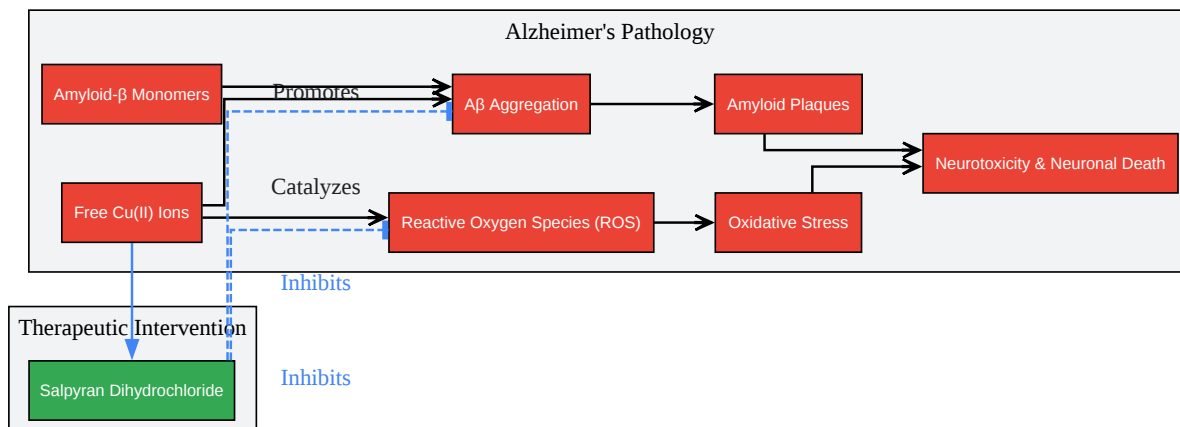 Alzheimer's Pathology
Amyloid-β Monomers
Promotes
Aβ Aggregation
Amyloid Plaques
Neurotoxicity & Neuronal Death
Free Cu(II) Ions
Catalyzes
Reactive Oxygen Species (ROS)
Oxidative Stress
Inhibits
Therapeutic Intervention
Salpyran Dihydrochloride
Inhibits